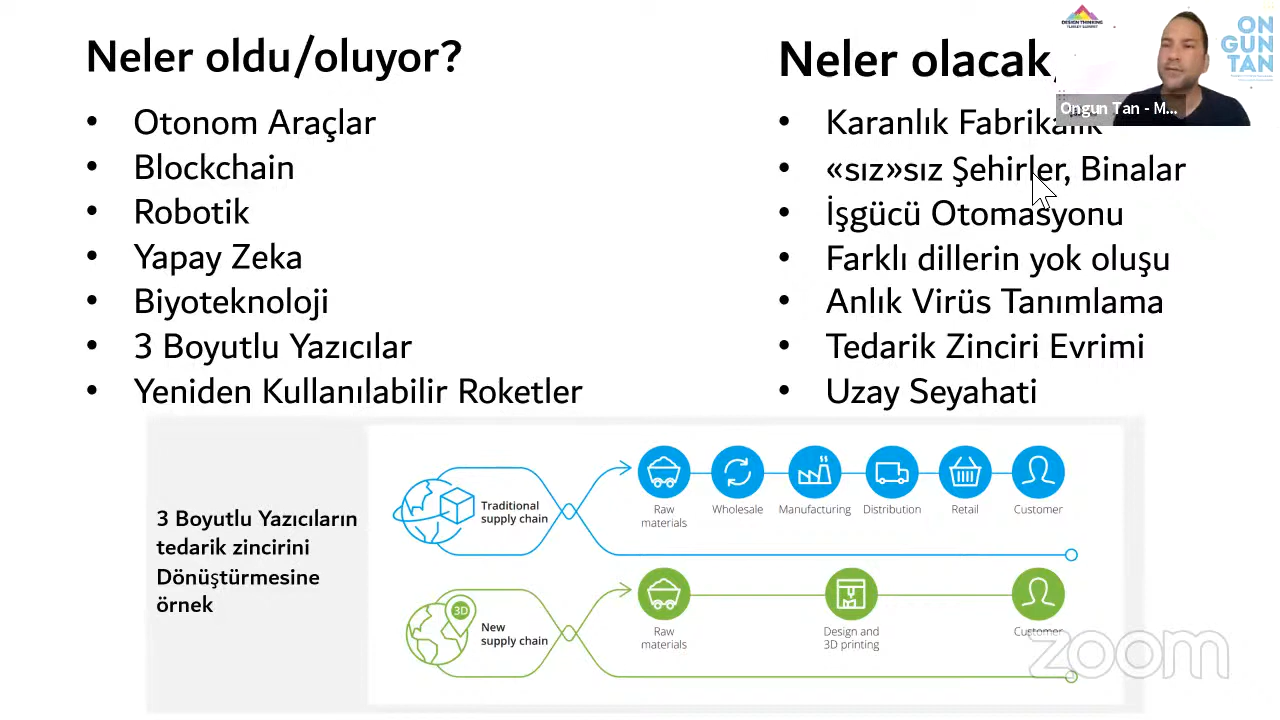 Neler oldu/oluyor?
• Otonom Araçlar
• Blockchain
• Robotik
• Yapay Zeka
• Biyoteknoloji
• 3 Boyutlu Yazıcılar
• Yeniden Kullanılabilir Roketler
Neler olacak
• Karanlık Fabrikalık
• «sız»sız Şehirler, Binalar
• İşgücü Otomasyonu
• Farklı dillerin yok oluşu
• Anlık Virüs Tanımlama
• Tedarik Zinciri Evrimi
• Uzay Seyahati
DESIGN THINKING
ON
GUN
TAN
Ongun Tan - M...
3 Boyutlu Yazıcıların
tedarik zincirini
Dönüştürmesine
örnek
Traditional
supply chain
Raw
materials
Wholesale
Manufacturing
Distribution
Retail
Customer
3D
New
supply chain
Raw
materials
Design and
3D printing
Customer
zoom